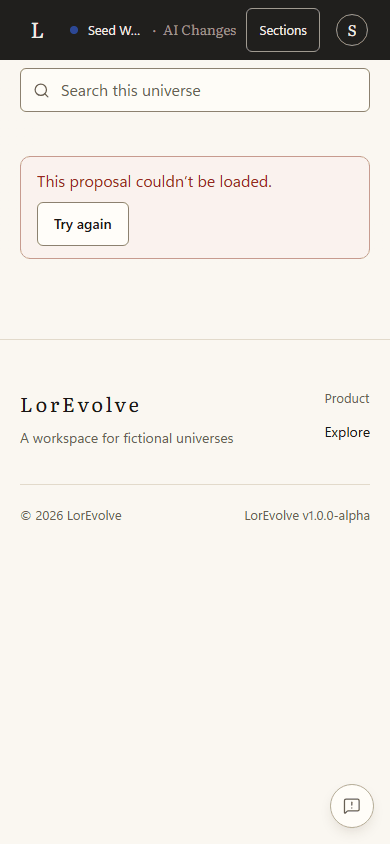 L Seed W... · AI Changes Sections S
Search this universe
This proposal couldn't be loaded.
Try again
LorEvolve
Product
A workspace for fictional universes
Explore
© 2026 LorEvolve
LorEvolve v1.0.0-alpha